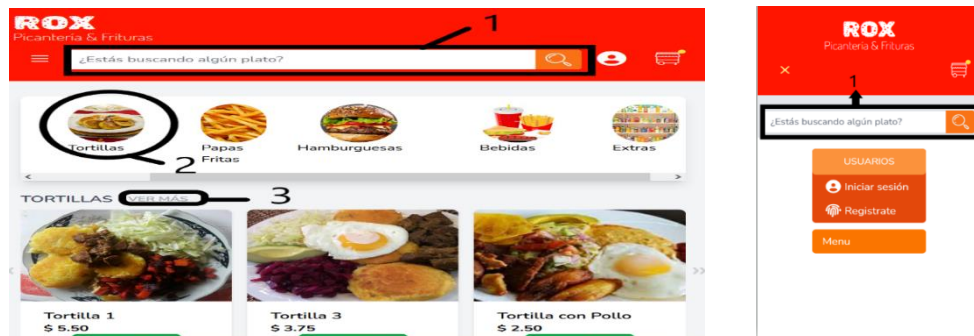 ROX
Picantería & Frituras
1
¿Estás buscando algún plato?
Tortillas
Papas
Fritas
Hamburguesas
Bebidas
Extras
2
TORTILLAS VER MÁS
3
Tortilla 1
$ 5.50
Tortilla 3
$ 3.75
Tortilla con Pollo
$ 2.50
ROX
Picantería & Frituras
1
¿Estás buscando algún plato?
USUARIOS
Iniciar sesión
Registrate
Menu